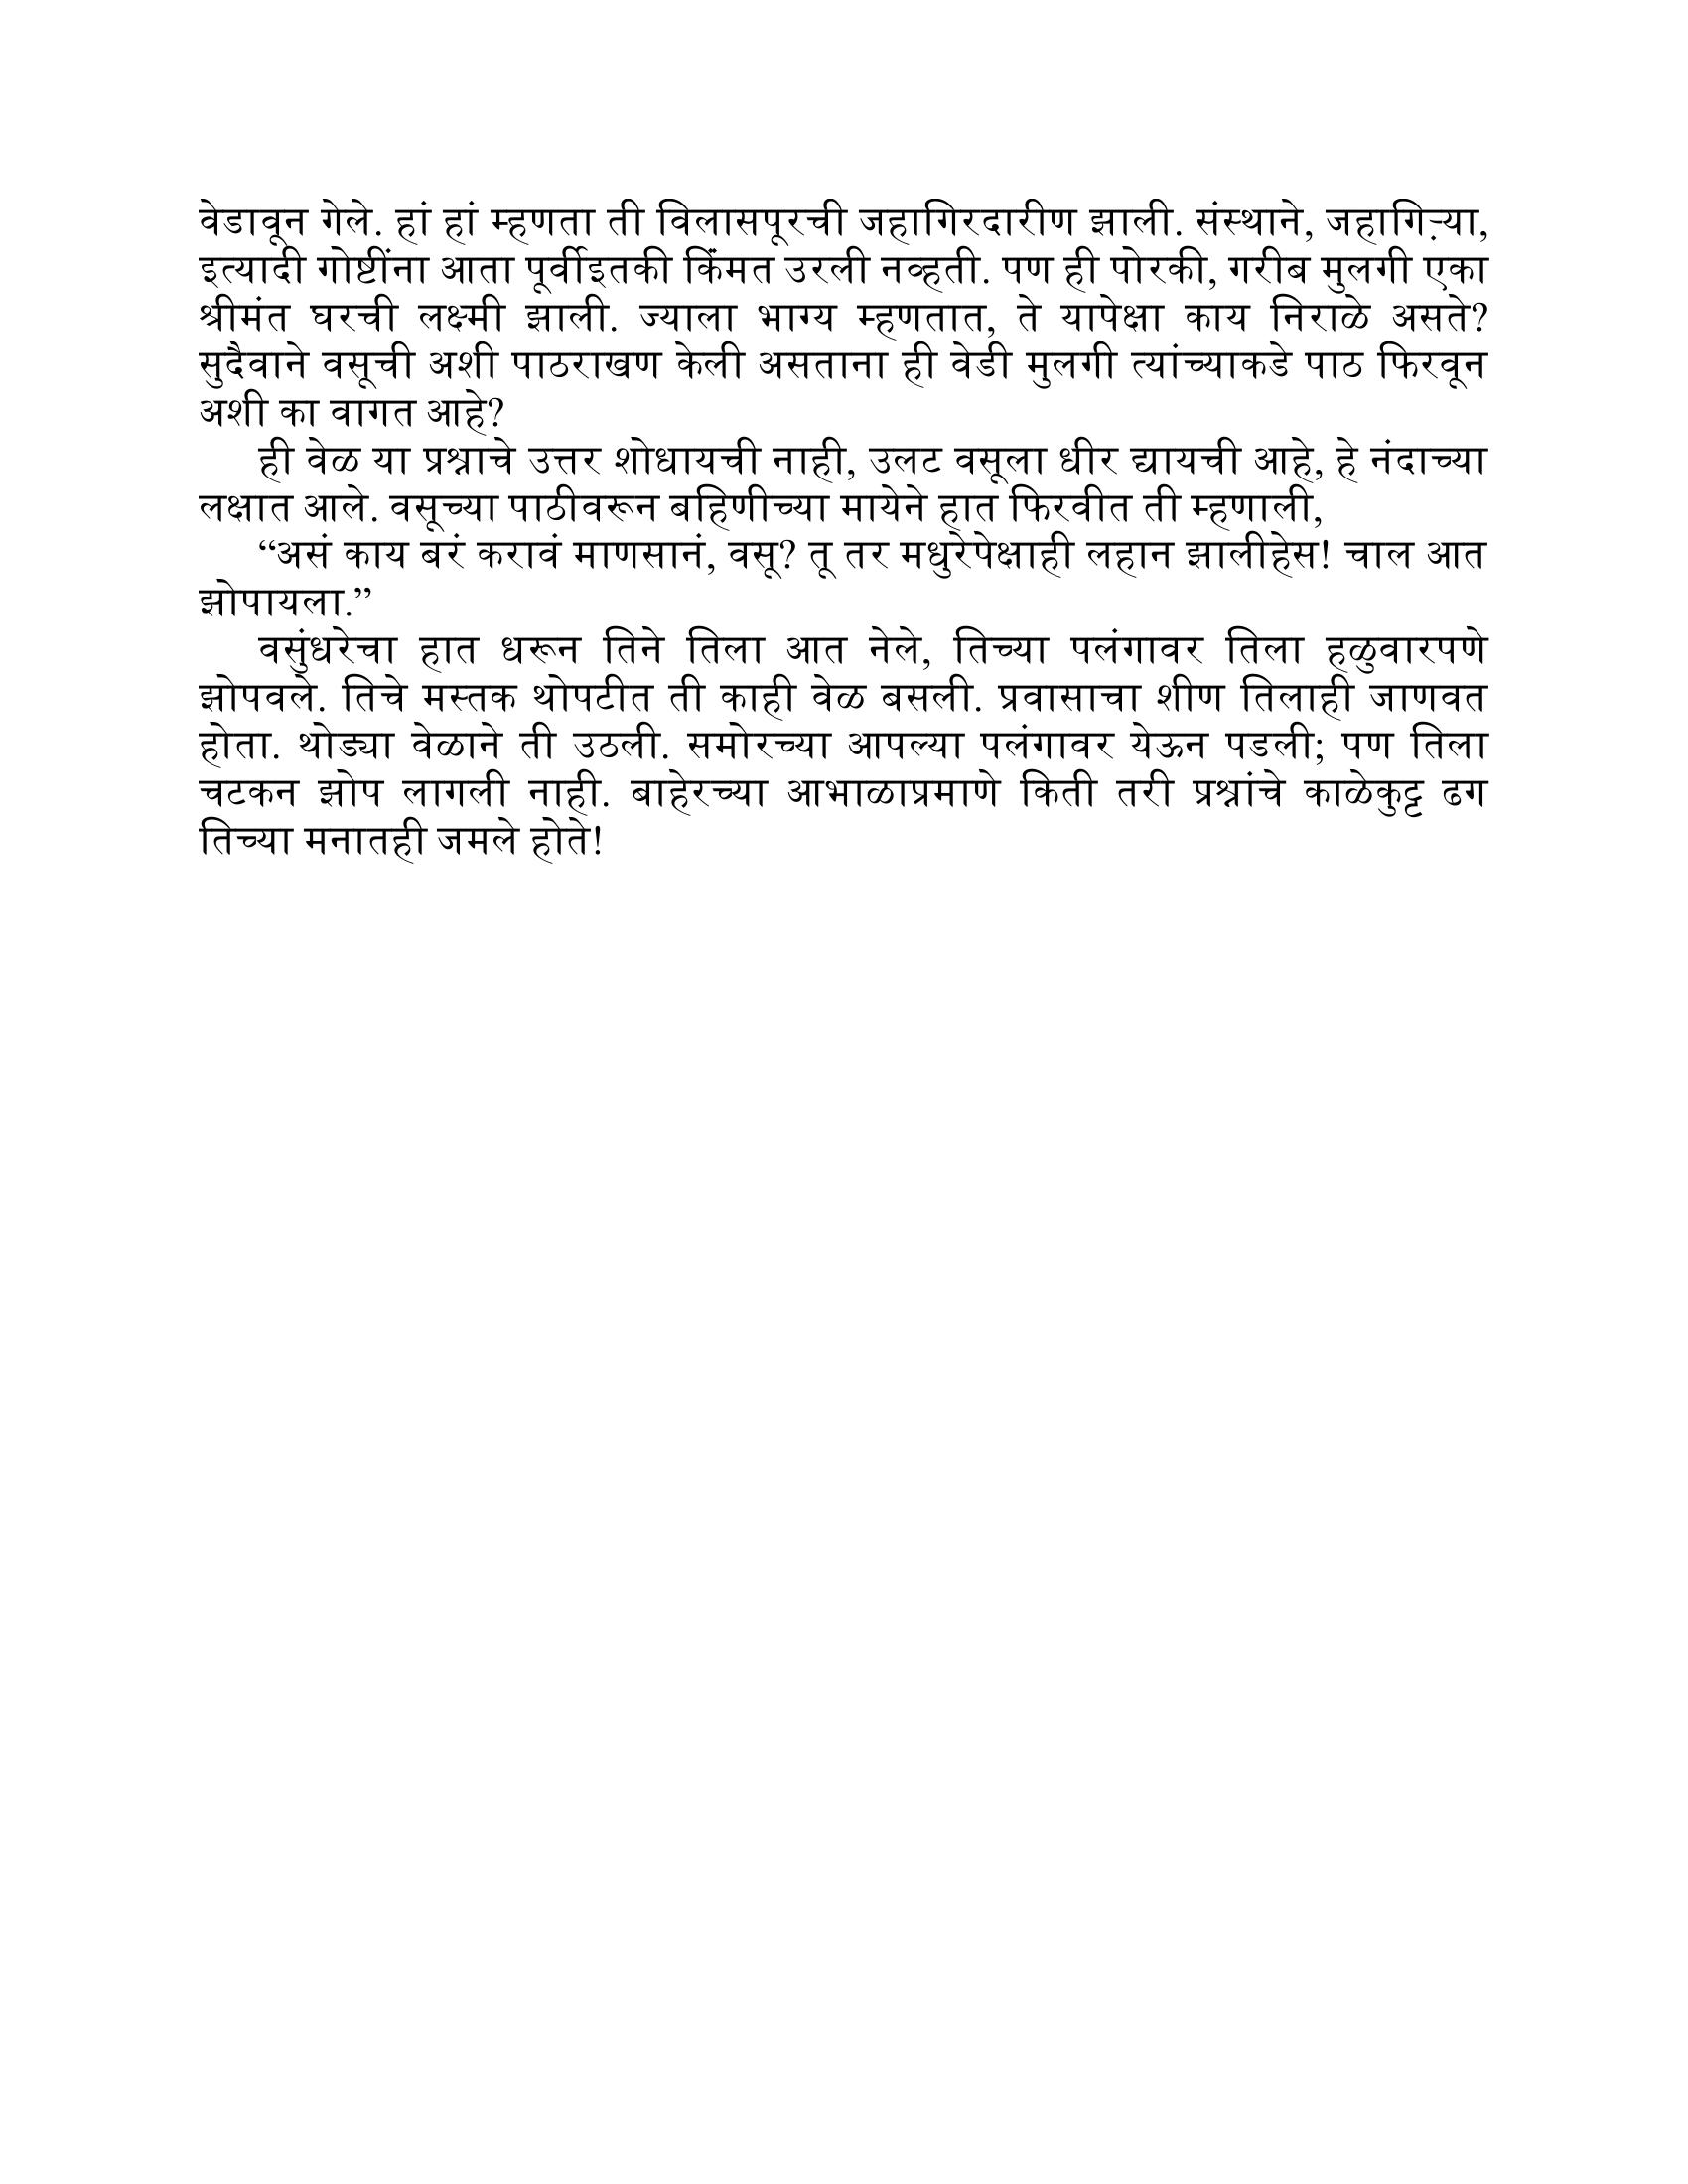 वेडावून गेले. हां हां म्हणता ती विलासपूरची जहागिरदारीण झाली. संस्थाने, जहागिऱ्या,
इत्यादी गोष्टींना आता पूर्वीइतकी किंमत उरली नव्हती. पण ही पोरकी, गरीब मुलगी एका
श्रीमंत घरची लक्ष्मी झाली. ज्याला भाग्य म्हणतात, ते यापेक्षा काय निराळे असते?
सुदैवाने वसूची अशी पाठराखण केली असताना ही वेडी मुलगी त्यांच्याकडे पाठ फिरवून
अशी का वागत आहे?
ही वेळ या प्रश्नाचे उत्तर शोधायची नाही, उलट वसूला धीर द्यायची आहे, हे नंदाच्या
लक्षात आले. वसूच्या पाठीवरून बहिणीच्या मायेने हात फिरवीत ती म्हणाली,
“असं काय बरं करावं माणसानं, वसू? तू तर मधुरेपेक्षाही लहान झालीहेस! चाल आत
झोपायला.”
वसुंधरेचा हात धरून तिने तिला आत नेले, तिच्या पलंगावर तिला हळुवारपणे
झोपवले. तिचे मस्तक थोपटीत ती काही वेळ बसली. प्रवासाचा शीण तिलाही जाणवत
होता. थोड्या वेळाने ती उठली. समोरच्या आपल्या पलंगावर येऊन पडली; पण तिला
चटकन झोप लागली नाही. बाहेरच्या आभाळाप्रमाणे किती तरी प्रश्नांचे काळेकुट्ट ढग
तिच्या मनातही जमले होते!